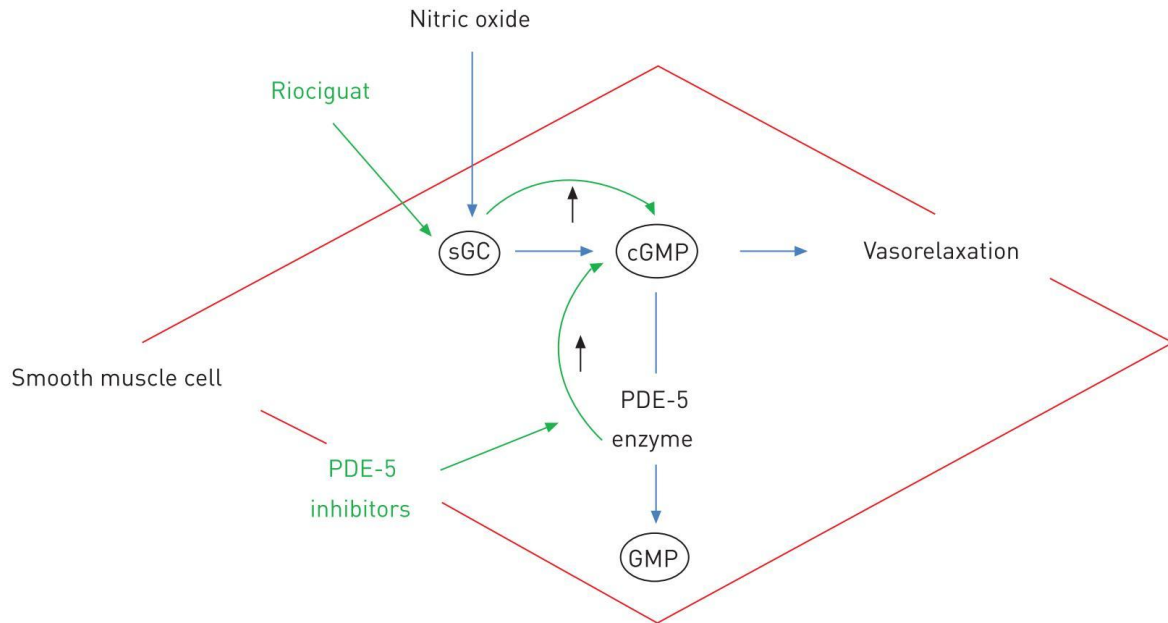 Nitric oxide
Riociguat
sGC
cGMP
Vasorelaxation
Smooth muscle cell
PDE-5
enzyme
PDE-5
inhibitors
GMP